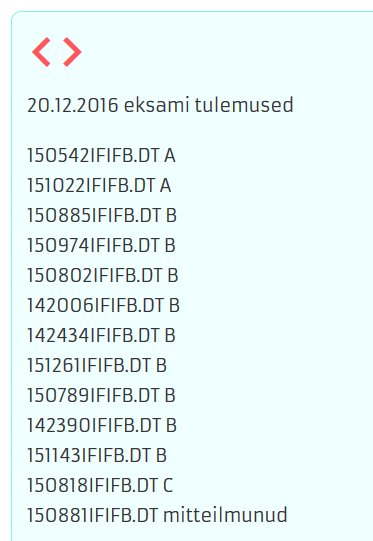 20.12.2016 eksami tulemused
150542IFIFB.DT A
151022IFIFB.DT A
150885IFIFB.DT B
150974IFIFB.DT B
150802IFIFB.DT B
142006IFIFB.DT B
142434IFIFB.DT B
151261IFIFB.DT B
150789IFIFB.DT B
142390IFIFB.DT B
151143IFIFB.DT B
150818IFIFB.DT C
150881IFIFB.DT mitteilmunud